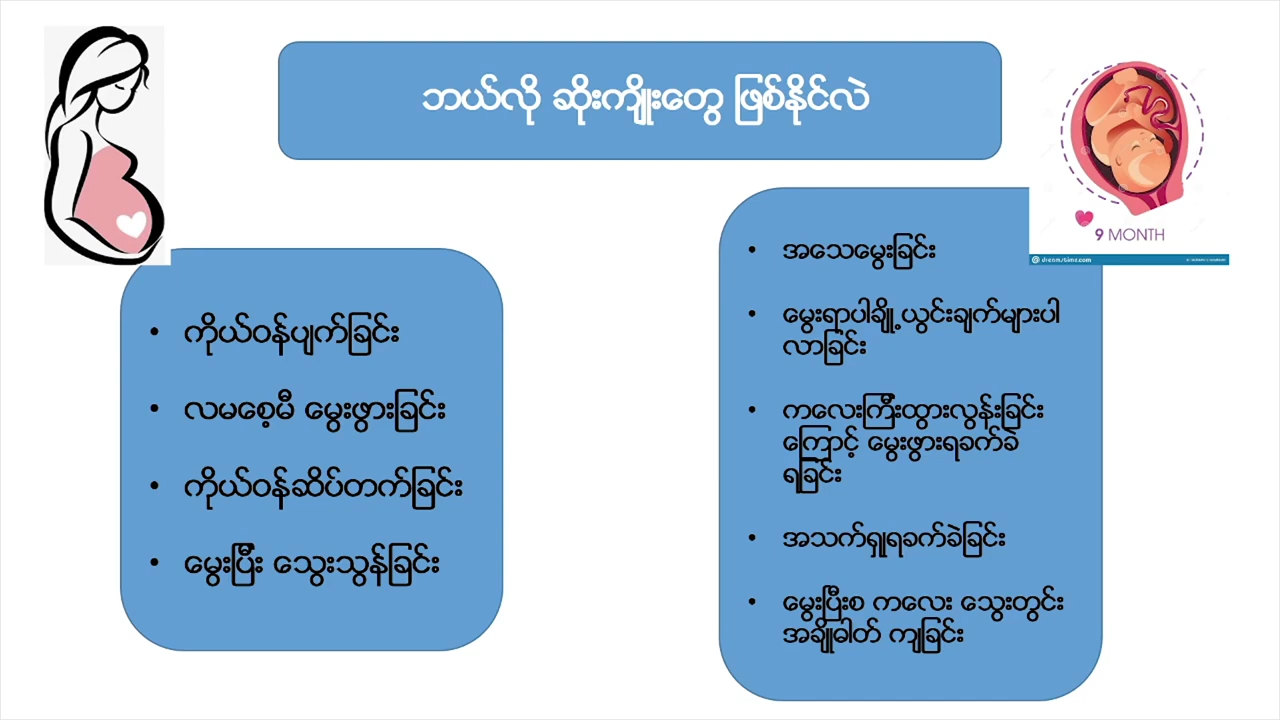 ဘယ်လို ဆိုးကျိုးတွေ ဖြစ်နိုင်လဲ
9 MONTH
dreamstime.com
• ကိုယ်ဝန်ပျက်ခြင်း
• လမစေ့မီ မွေးဖွားခြင်း
• ကိုယ်ဝန်ဆိပ်တက်ခြင်း
• မွေးပြီး သွေးသွန်ခြင်း
• အသေမွေးခြင်း
• မွေးရာပါချို့ယွင်းချက်များပါ
လာခြင်း
• ကလေးကြီးထွားလွန်းခြင်း
ကြောင့် မွေးဖွားရခက်ခဲ
ရခြင်း
• အသက်ရှုရခက်ခဲခြင်း
• မွေးပြီးစ ကလေး သွေးတွင်း
အချိုဓါတ် ကျခြင်း